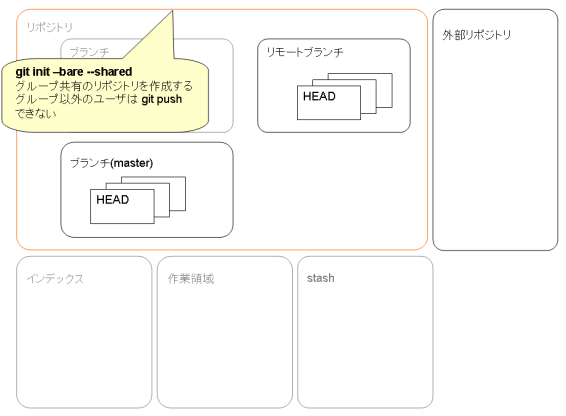 リポジトリ
ブランチ
git init –bare --shared
グループ共有のリポジトリを作成する
グループ以外のユーザは git push
できない
リモートブランチ
HEAD
外部リポジトリ
ブランチ(master)
HEAD
インデックス
作業領域
stash